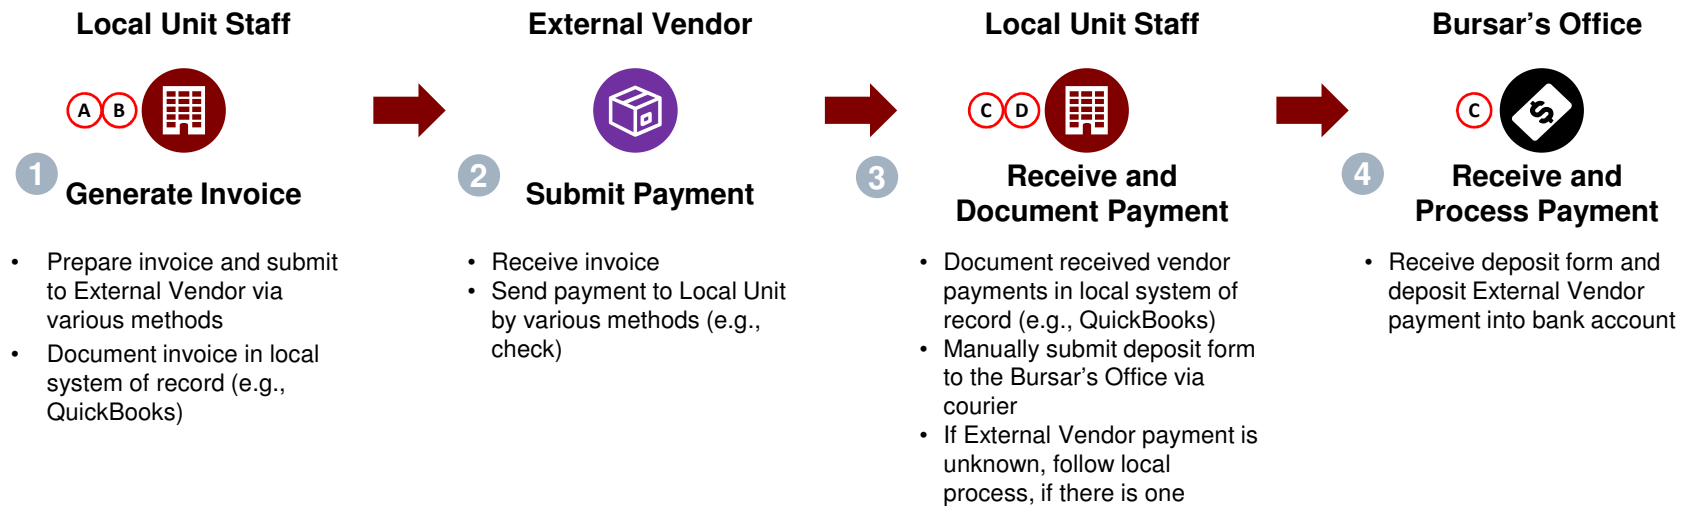 Local Unit Staff
A B
1
Generate Invoice
• Prepare invoice and submit
to External Vendor via
various methods
• Document invoice in local
system of record (e.g.,
QuickBooks)
External Vendor
2
Submit Payment
• Receive invoice
• Send payment to Local Unit
by various methods (e.g.,
check)
Local Unit Staff
C D
3
Receive and
Document Payment
• Document received vendor
payments in local system of
record (e.g., QuickBooks)
• Manually submit deposit form
to the Bursar’s Office via
courier
• If External Vendor payment is
unknown, follow local
process, if there is one
Bursar’s Office
C
$
4
Receive and
Process Payment
• Receive deposit form and
deposit External Vendor
payment into bank account